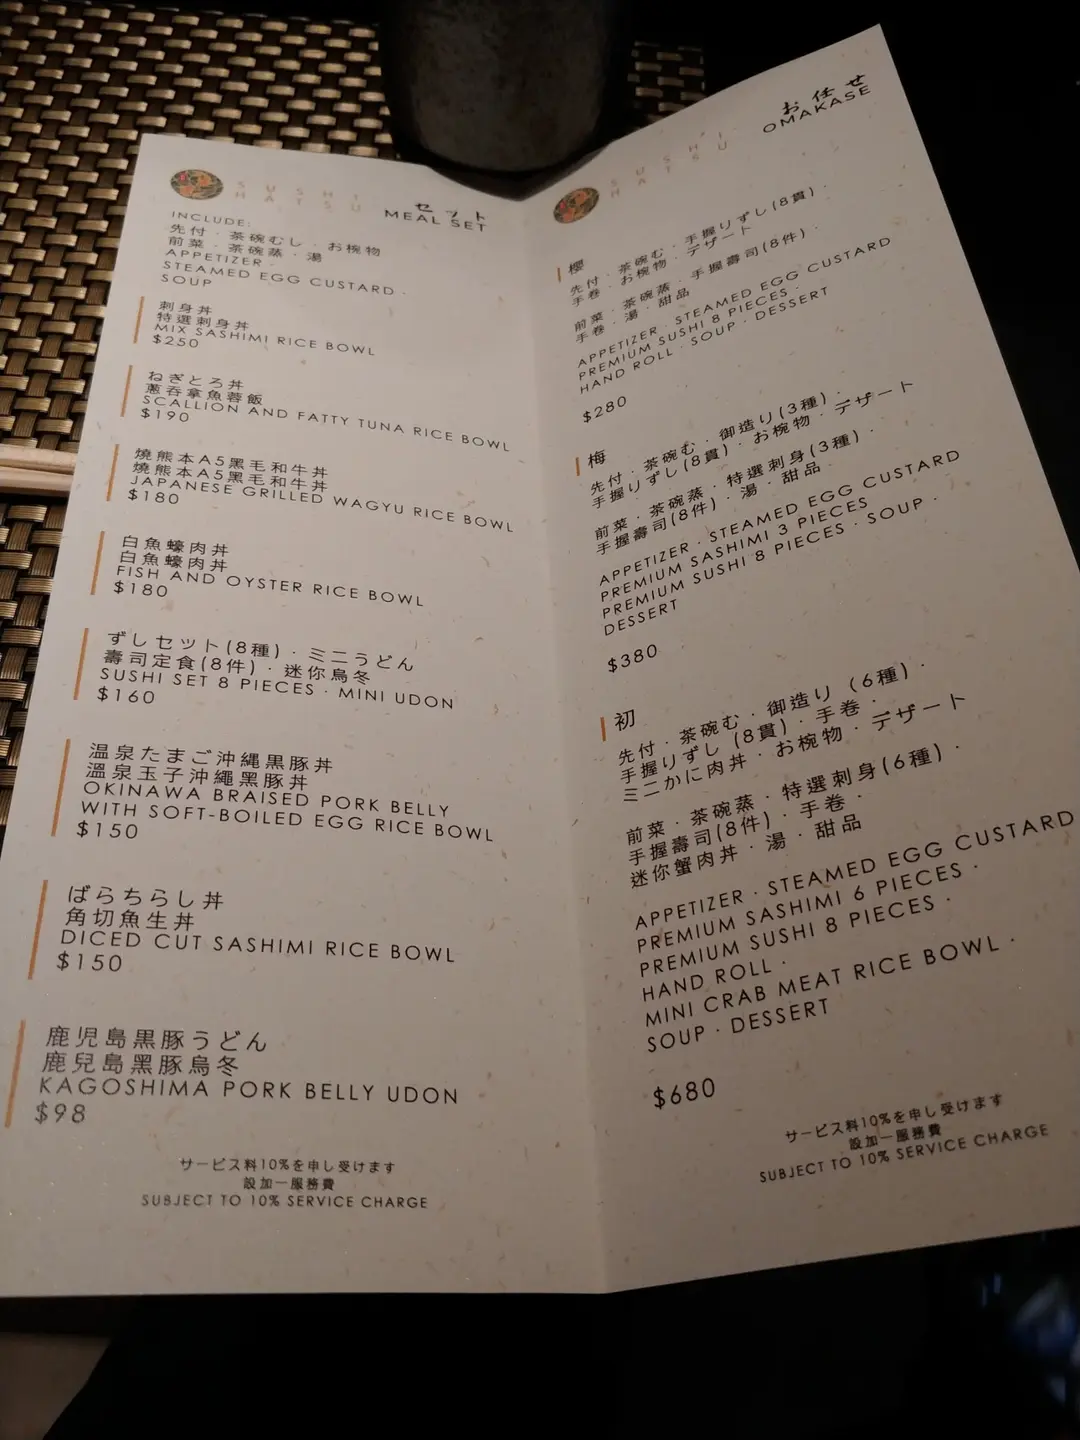 SUSHI
HATSU
セット
MEAL SET
INCLUDE:
先付・茶碗むし・お椀物
前菜・茶碗蒸・湯
APPETIZER・
STEAMED EGG CUSTARD・
SOUP
刺身丼
特選刺身丼
MIX SASHIMI RICE BOWL
$250
ねぎとろ丼
蔥吞拿魚蓉飯
SCALLION AND FATTY TUNA RICE BOWL
$190
燒熊本A5黑毛和牛丼
燒熊本A5黑毛和牛丼
JAPANESE GRILLED WAGYU RICE BOWL
$180
白魚蠔肉丼
白魚蠔肉丼
FISH AND OYSTER RICE BOWL
$180
ずしセット(8種)・ミニうどん
壽司定食(8件)・迷你烏冬
SUSHI SET 8 PIECES・MINI UDON
$160
温泉たまご沖縄黒豚丼
溫泉玉子沖繩黑豚丼
OKINAWA BRAISED PORK BELLY
WITH SOFT-BOILED EGG RICE BOWL
$150
ばらちらし丼
角切魚生丼
DICED CUT SASHIMI RICE BOWL
$150
鹿児島黒豚うどん
鹿兒島黑豚烏冬
KAGOSHIMA PORK BELLY UDON
$98
サービス料10%を申し受けます
設加一服務費
SUBJECT TO 10% SERVICE CHARGE
SUSHI
HATSU
お任せ
OMAKASE
櫻
先付・茶碗む・手握りずし(8貫)・
手巻・お椀物・デザート
前菜・茶碗蒸・手握壽司(8件)・
手卷・湯・甜品
APPETIZER・STEAMED EGG CUSTARD
PREMIUM SUSHI 8 PIECES・
HAND ROLL・SOUP・DESSERT
$280
梅
先付・茶碗む・御造り(3種)・
手握りずし(8貫)・お椀物・デザート
前菜・茶碗蒸・特選刺身(3種)・
手握壽司(8件)・湯・甜品
APPETIZER・STEAMED EGG CUSTARD
PREMIUM SASHIMI 3 PIECES
PREMIUM SUSHI 8 PIECES・SOUP・
DESSERT
$380
初
先付・茶碗む・御造り（6種）・
手握りずし（8貫）・手巻・
ミニかに肉丼・お椀物・デザート
前菜・茶碗蒸・特選刺身(6種)・
手握壽司(8件)・手卷・
迷你蟹肉丼・湯・甜品
APPETIZER・STEAMED EGG CUSTARD
PREMIUM SASHIMI 6 PIECES・
PREMIUM SUSHI 8 PIECES・
HAND ROLL・
MINI CRAB MEAT RICE BOWL・
SOUP・DESSERT
$680
サービス料10%を申し受けます
設加一服務費
SUBJECT TO 10% SERVICE CHARGE